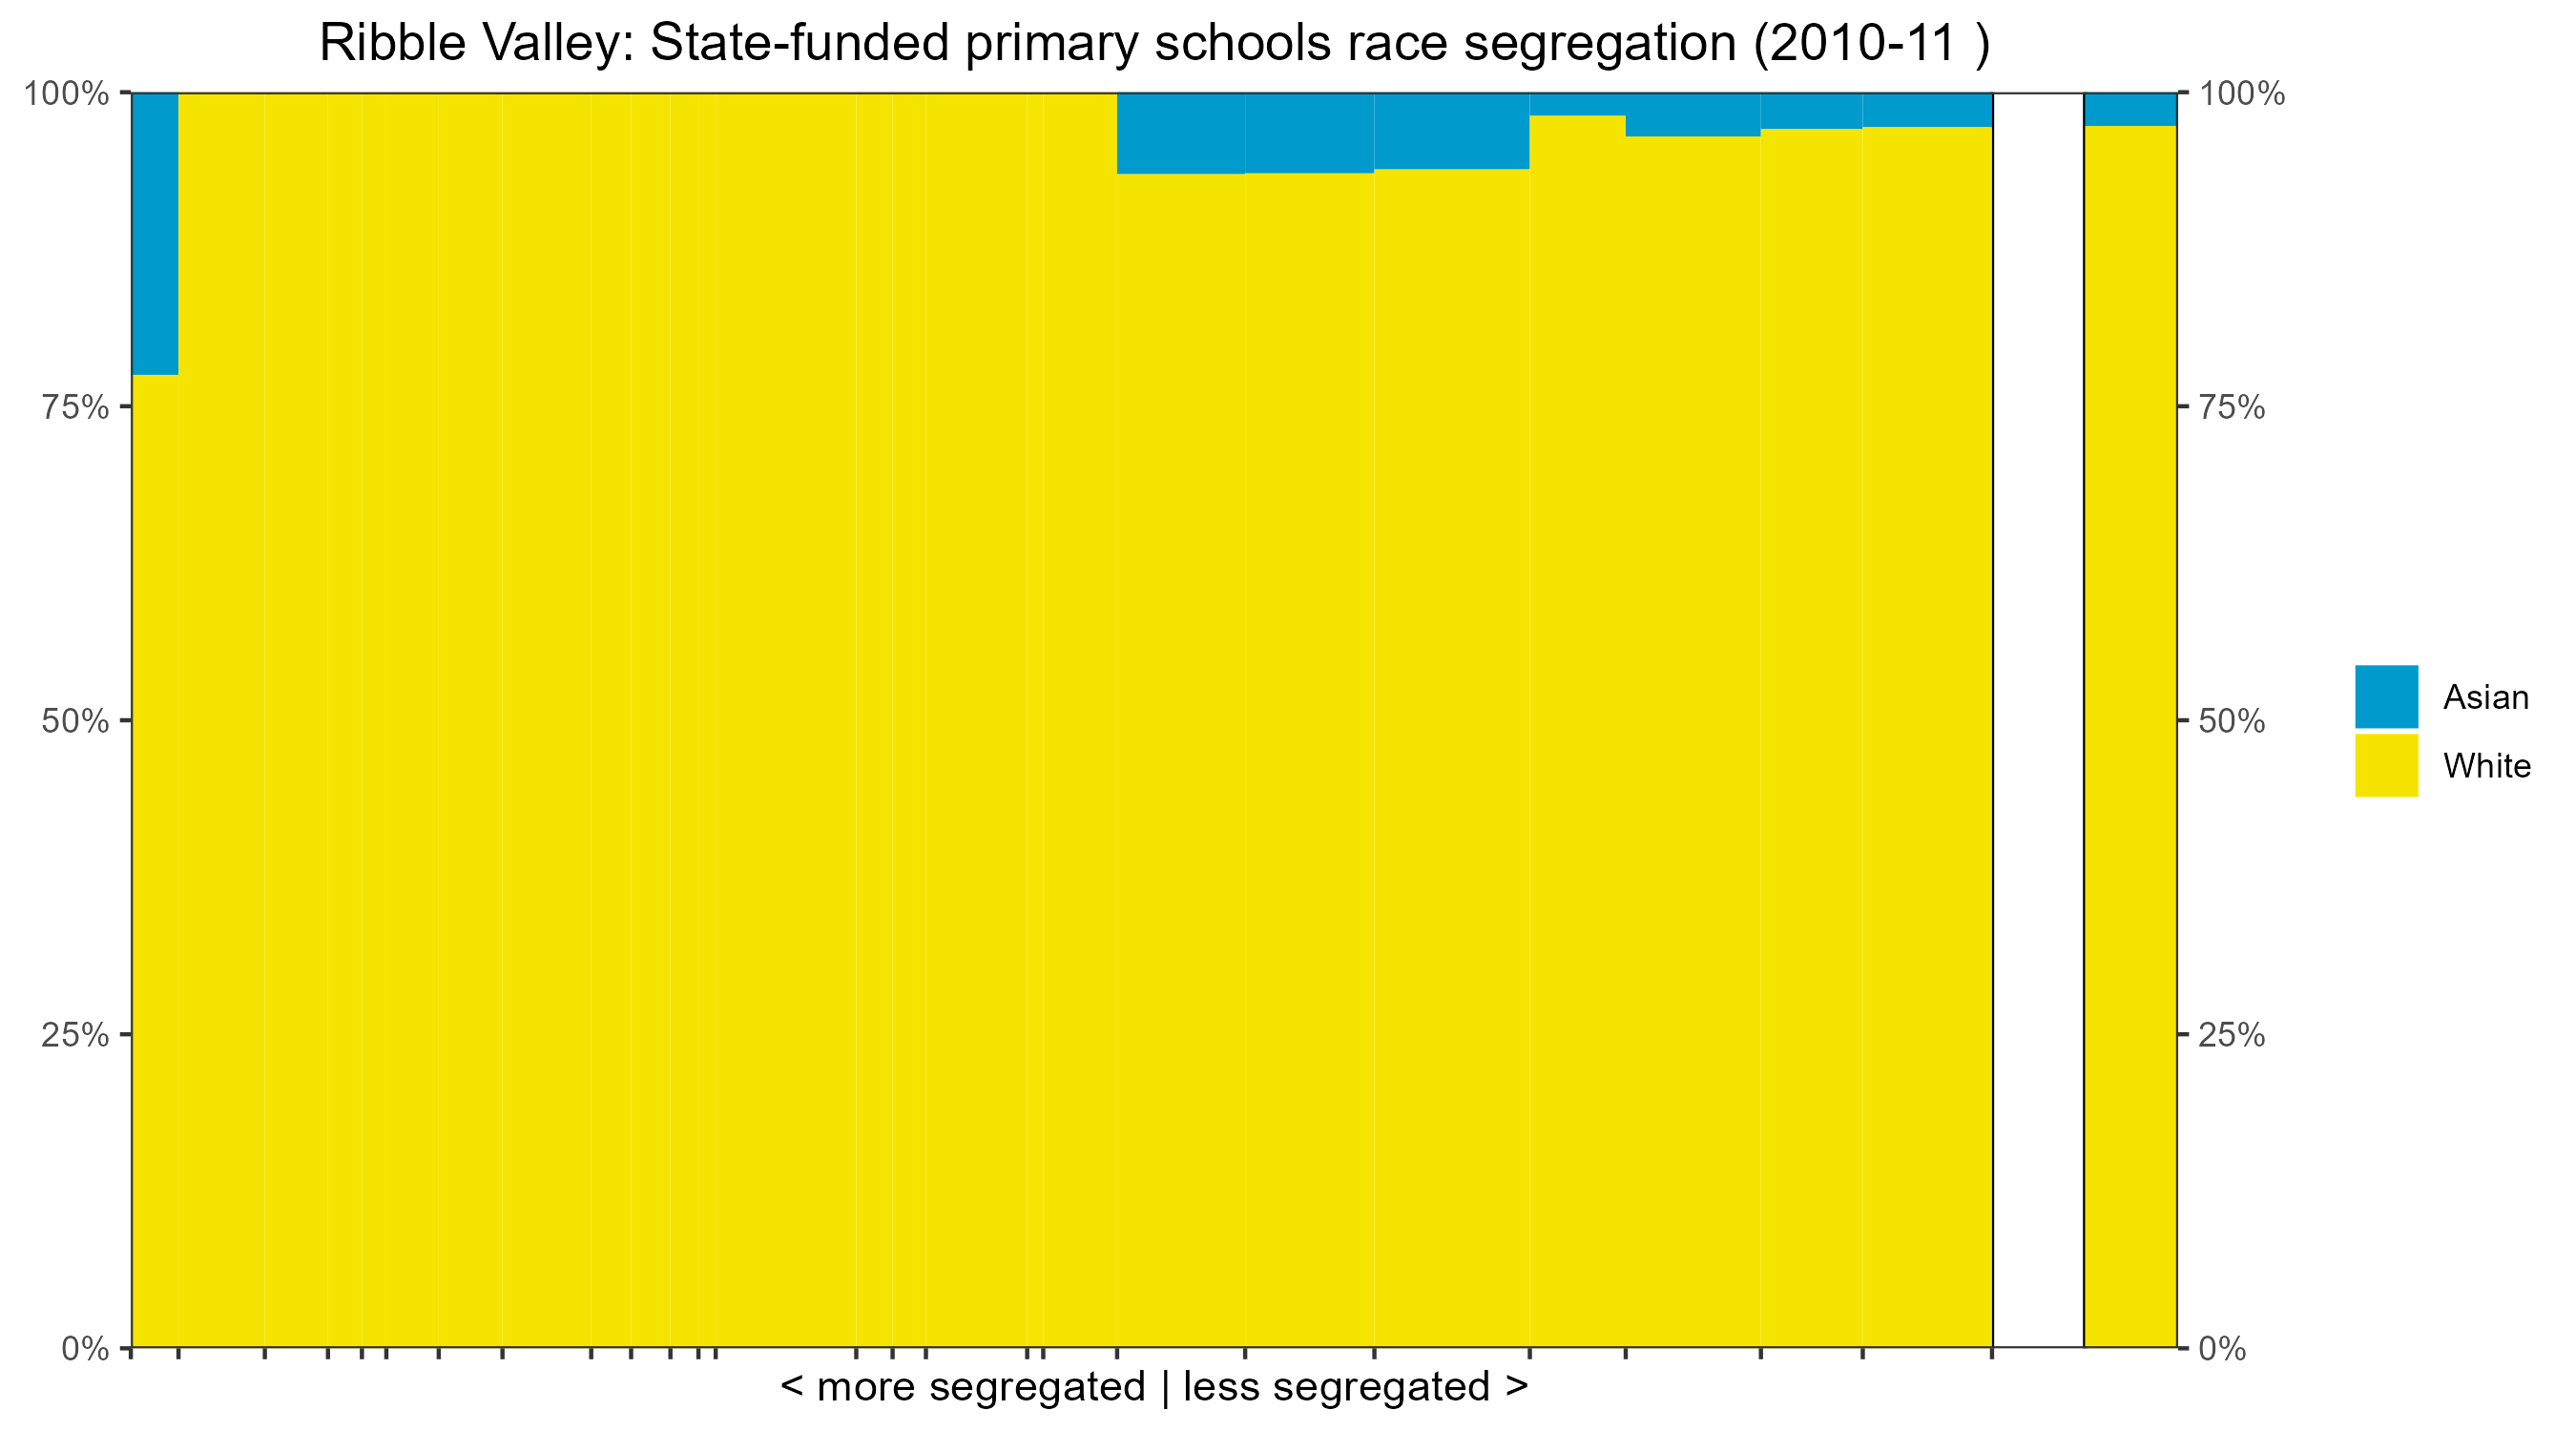 Ribble Valley: State-funded primary schools race segregation (2010-11 )
100%
75%
50%
25%
0%
100%
75%
50%
25%
0%
Asian
White
< more segregated | less segregated >